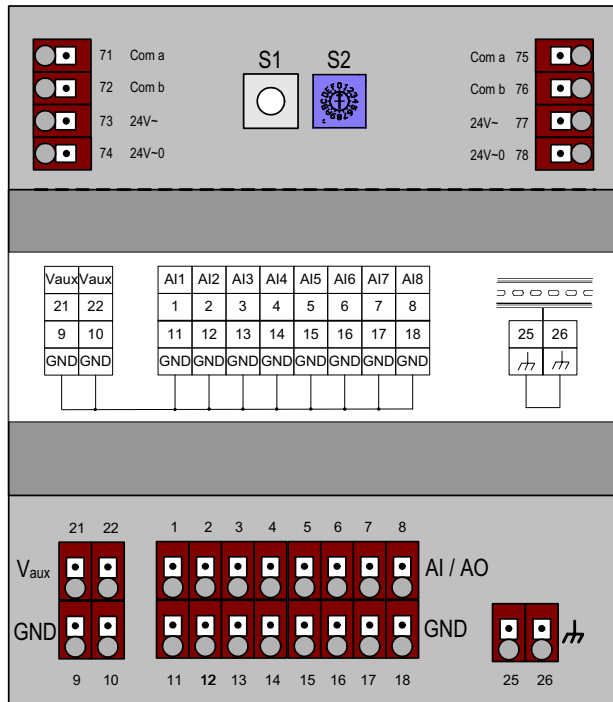 S1 S2
71 Com a Com a 75
72 Com b Com b 76
73 24V~ 24V~ 77
74 24V~0 24V~0 78
Vaux Vaux AI1 AI2 AI3 AI4 AI5 AI6 AI7 AI8
21 22 1 2 3 4 5 6 7 8
9 10 11 12 13 14 15 16 17 18 25 26
GND GND GND GND GND GND GND GND GND GND
21 22 1 2 3 4 5 6 7 8
Vaux AI / AO
GND GND
9 10 11 12 13 14 15 16 17 18 25 26